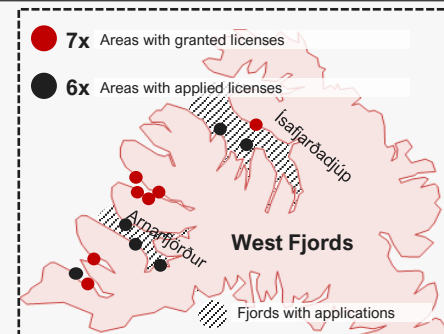 7x Areas with granted licenses
6x Areas with applied licenses
Ísafjarðadjúp
Arnarfjörður
West Fjords
Fjords with applications